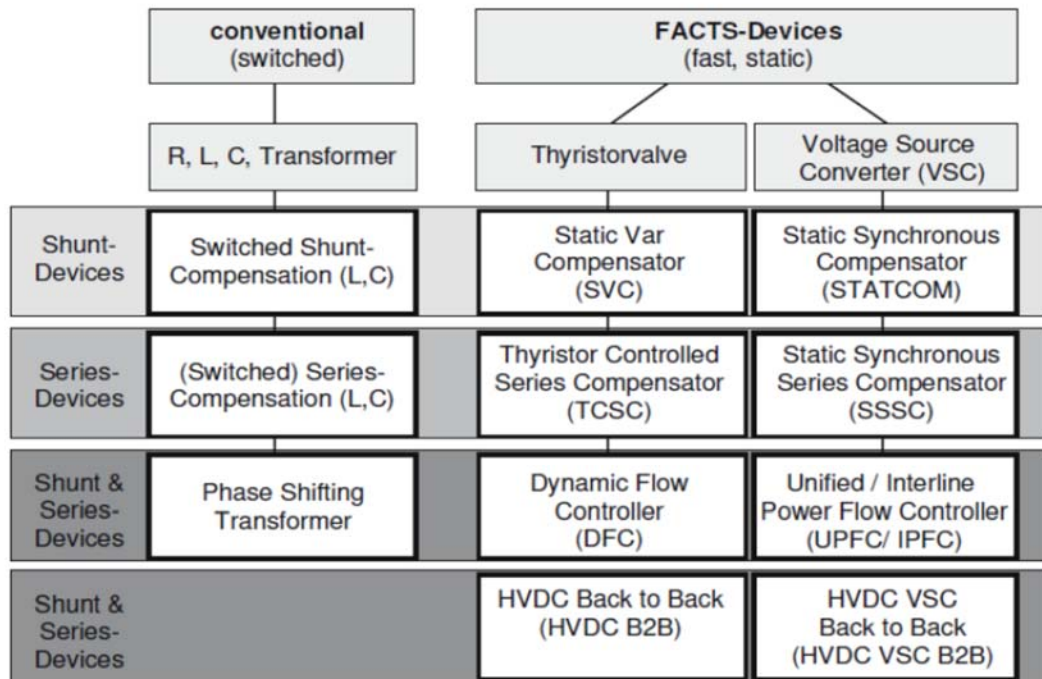 conventional
(switched)
FACTS-Devices
(fast, static)
R, L, C, Transformer
Thyristorvalve
Voltage Source
Converter (VSC)
Shunt-
Devices
Switched Shunt-
Compensation (L,C)
Static Var
Compensator
(SVC)
Static Synchronous
Compensator
(STATCOM)
Series-
Devices
(Switched) Series-
Compensation (L,C)
Thyristor Controlled
Series Compensator
(TCSC)
Static Synchronous
Series Compensator
(SSSC)
Shunt &
Series-
Devices
Phase Shifting
Transformer
Dynamic Flow
Controller
(DFC)
Unified / Interline
Power Flow Controller
(UPFC/ IPFC)
Shunt &
Series-
Devices
HVDC Back to Back
(HVDC B2B)
HVDC VSC
Back to Back
(HVDC VSC B2B)